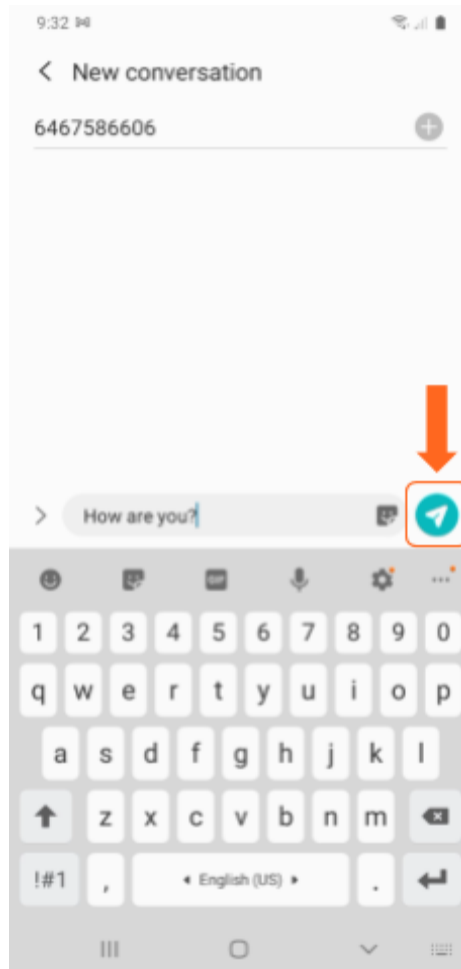 9:32
New conversation
6467586606
How are you?
GIF
1 2 3 4 5 6 7 8 9 0
q w e r t y u i o p
a s d f g h j k l
z x c v b n m
!#1 , English (US) .